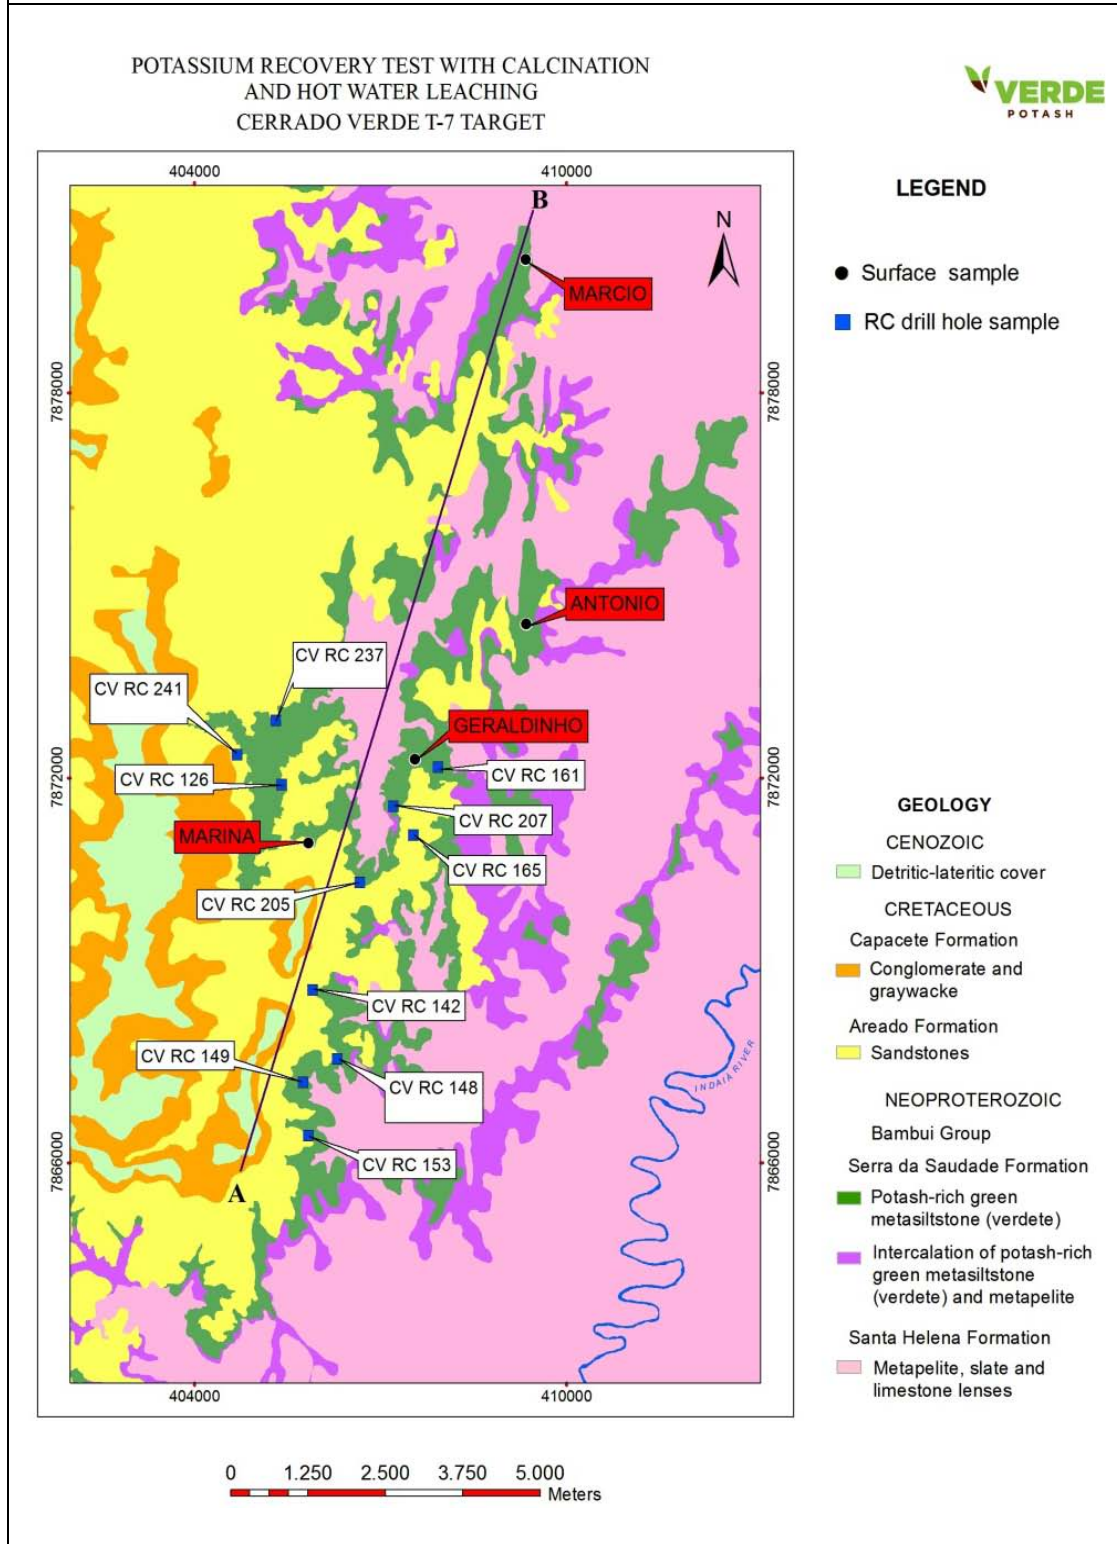 POTASSIUM RECOVERY TEST WITH CALCINATION
AND HOT WATER LEACHING
CERRADO VERDE T-7 TARGET
VERDE
POTASH
404000
410000
B
N
MARCIO
7878000
7878000
ANTONIO
CV RC 237
CV RC 241
GERALDINHO
CV RC 126
CV RC 161
7872000
7872000
CV RC 207
MARINA
CV RC 165
CV RC 205
CV RC 142
CV RC 149
CV RC 148
INDAIA RIVER
CV RC 153
7866000
7866000
A
404000
410000
0 1.250 2.500 3.750 5.000
Meters
LEGEND
Surface sample
RC drill hole sample
GEOLOGY
CENOZOIC
Detritic-lateritic cover
CRETACEOUS
Capacete Formation
Conglomerate and
graywacke
Areado Formation
Sandstones
NEOPROTEROZOIC
Bambui Group
Serra da Saudade Formation
Potash-rich green
metasiltstone (verdete)
Intercalation of potash-rich
green metasiltstone
(verdete) and metapelite
Santa Helena Formation
Metapelite, slate and
limestone lenses